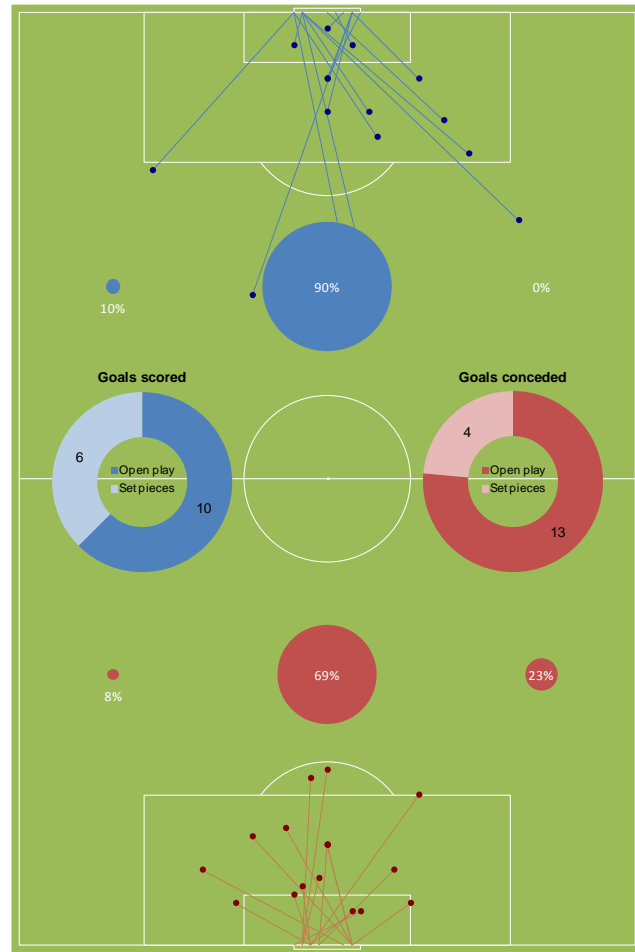 90%
0%
10%
Goals scored
Goals conceded
6
Open play
Set pieces
10
4
Open play
Set pieces
13
69%
23%
8%